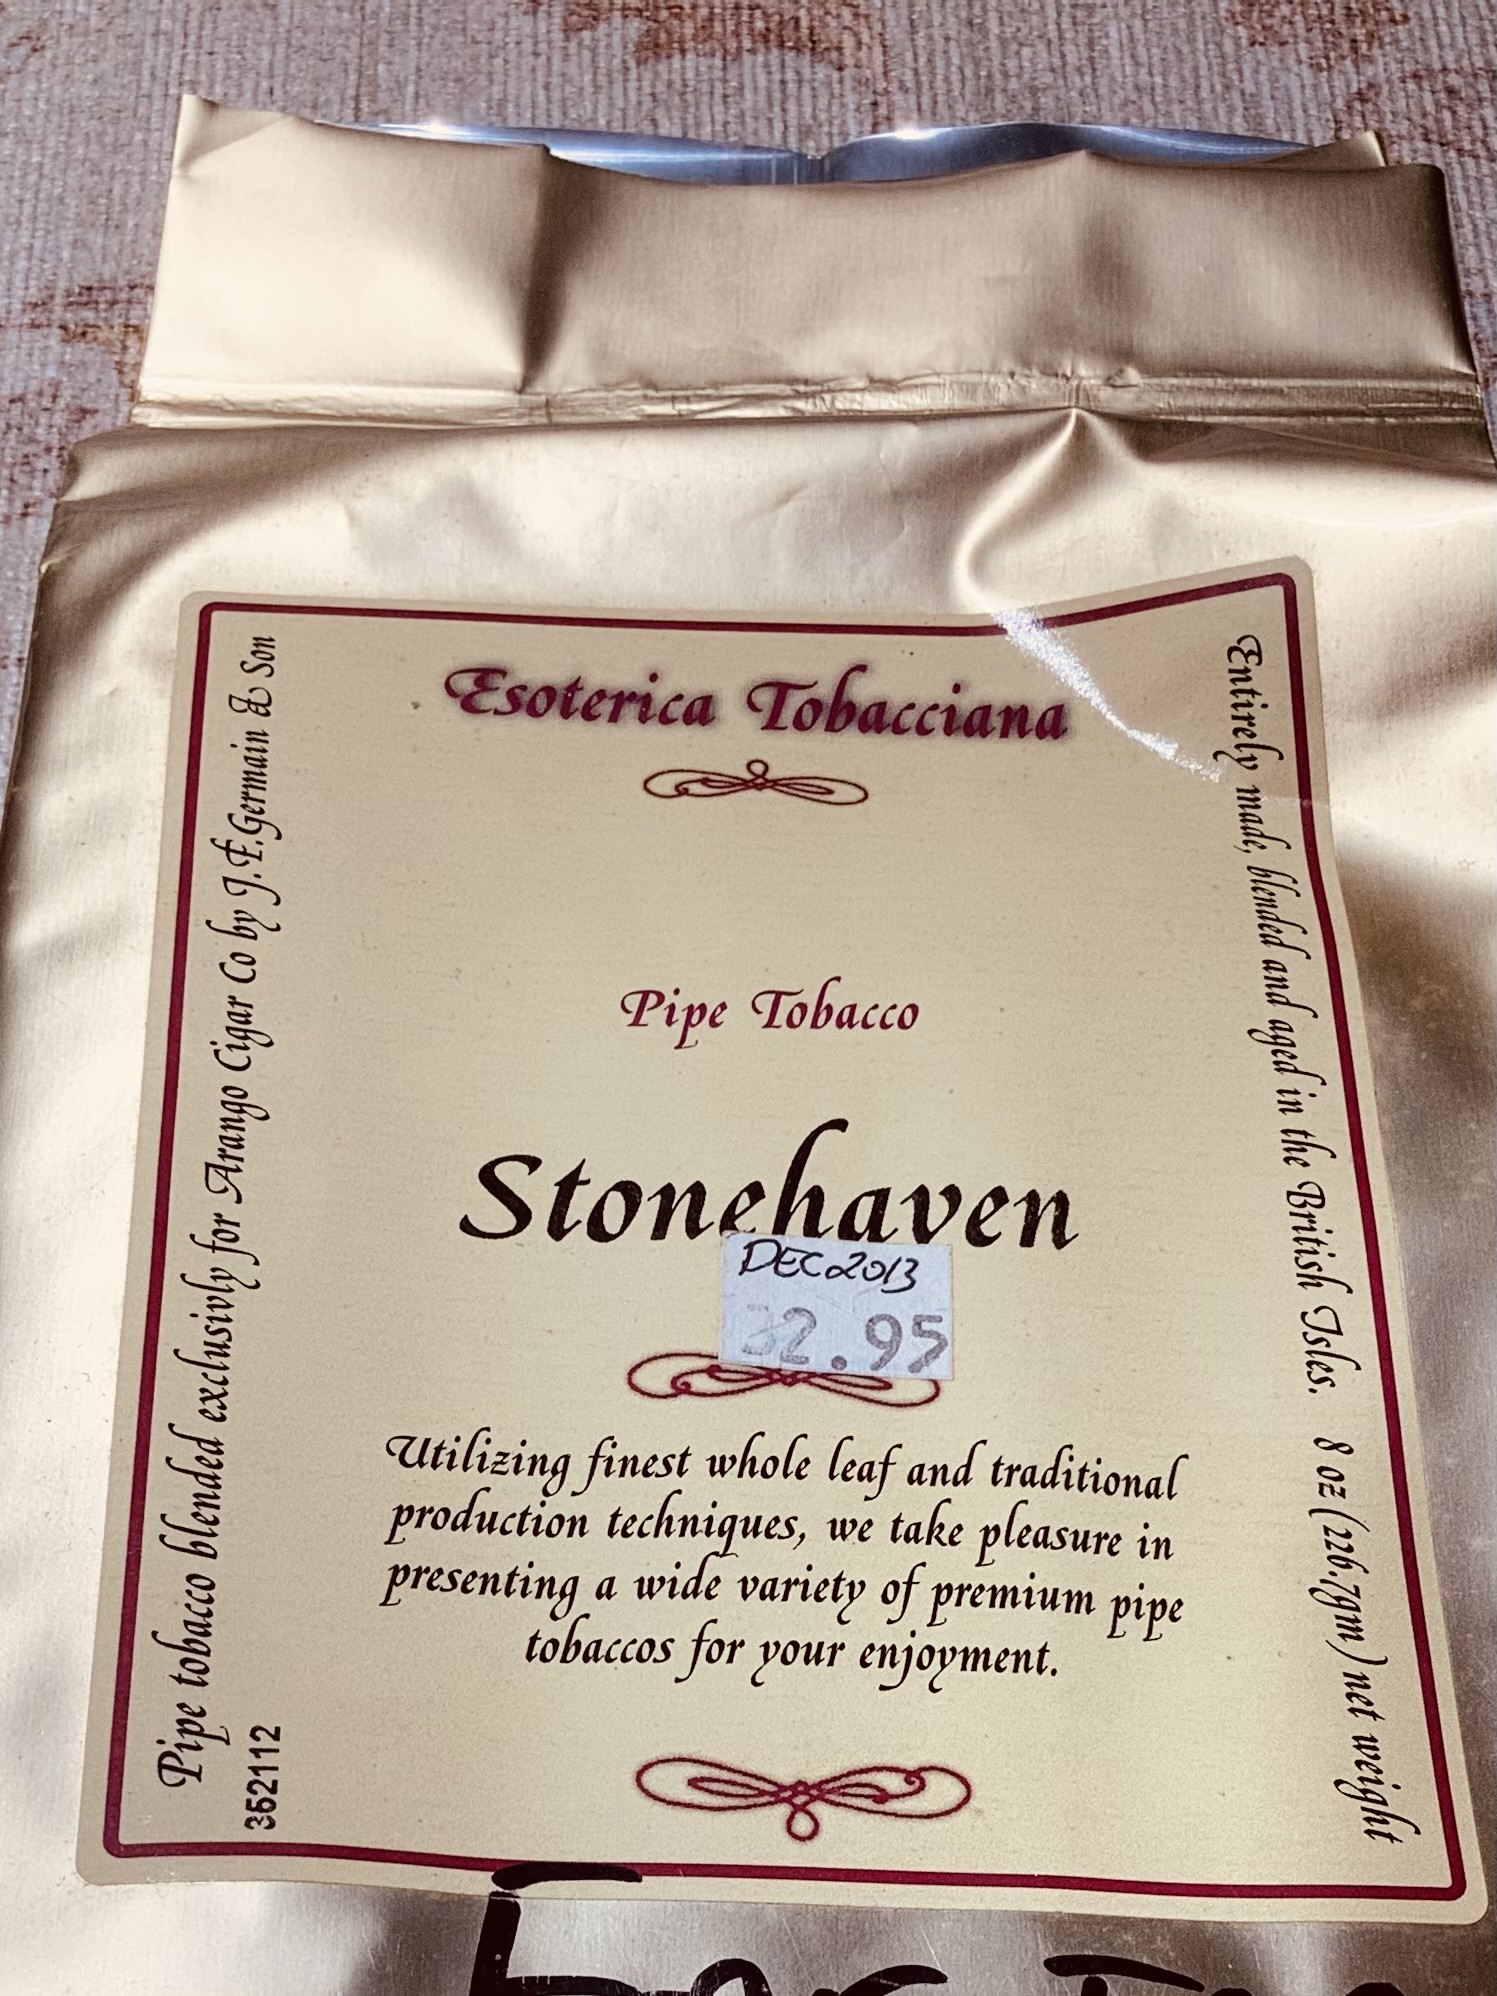 Esoterica Tobacciana
Pipe Tobacco
Stonehaven
DEC 2013
32.95
Utilizing finest whole leaf and traditional
production techniques, we take pleasure in
presenting a wide variety of premium pipe
tobaccos for your enjoyment.
Pipe tobacco blended exclusivly for Arango Cigar Co by J.F.Germain & Son
352112
Entirely made, blended and aged in the British Isles. 8 oz (226.7gm) net weight